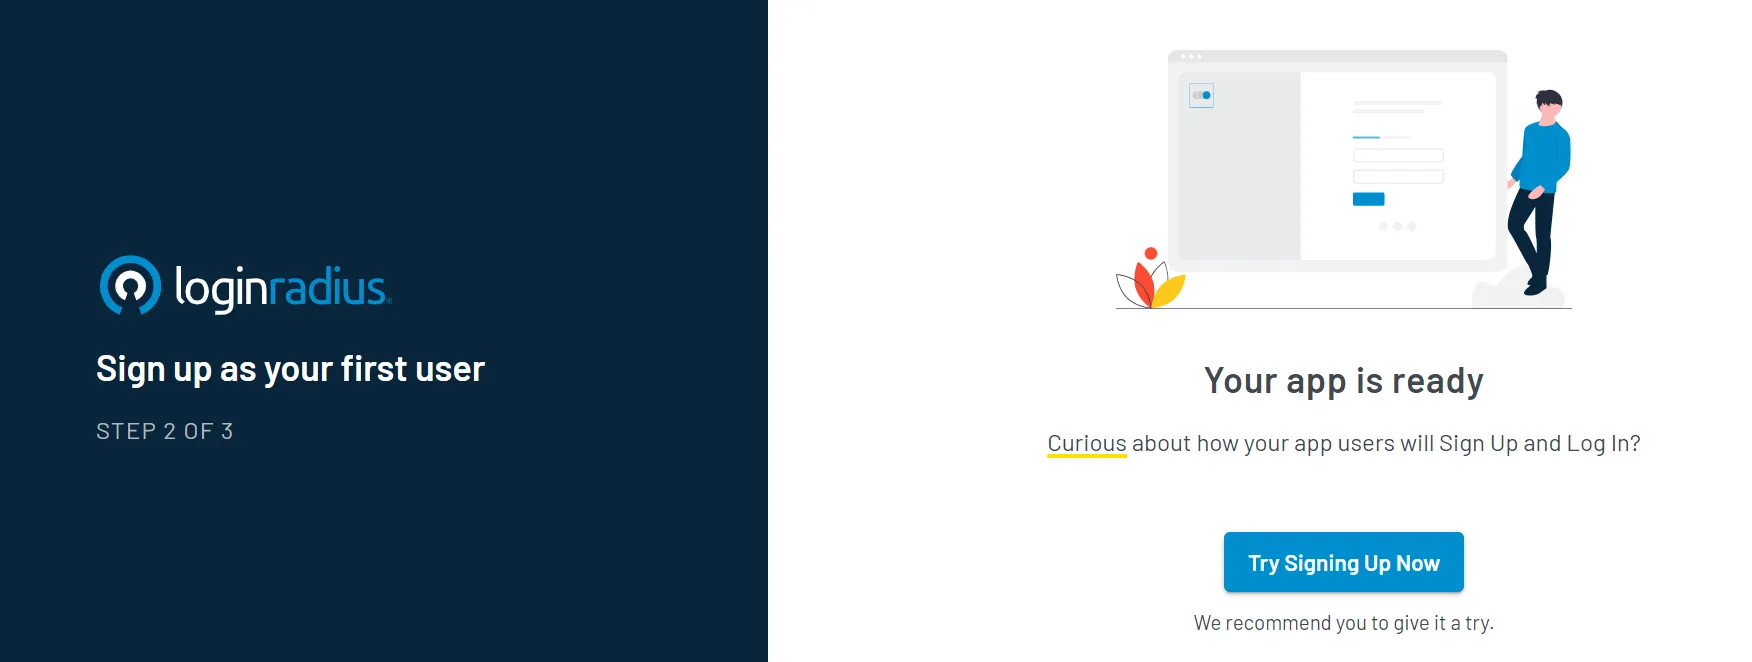 loginradius
Sign up as your first user
STEP 2 OF 3
Your app is ready
Curious about how your app users will Sign Up and Log In?
Try Signing Up Now
We recommend you to give it a try.